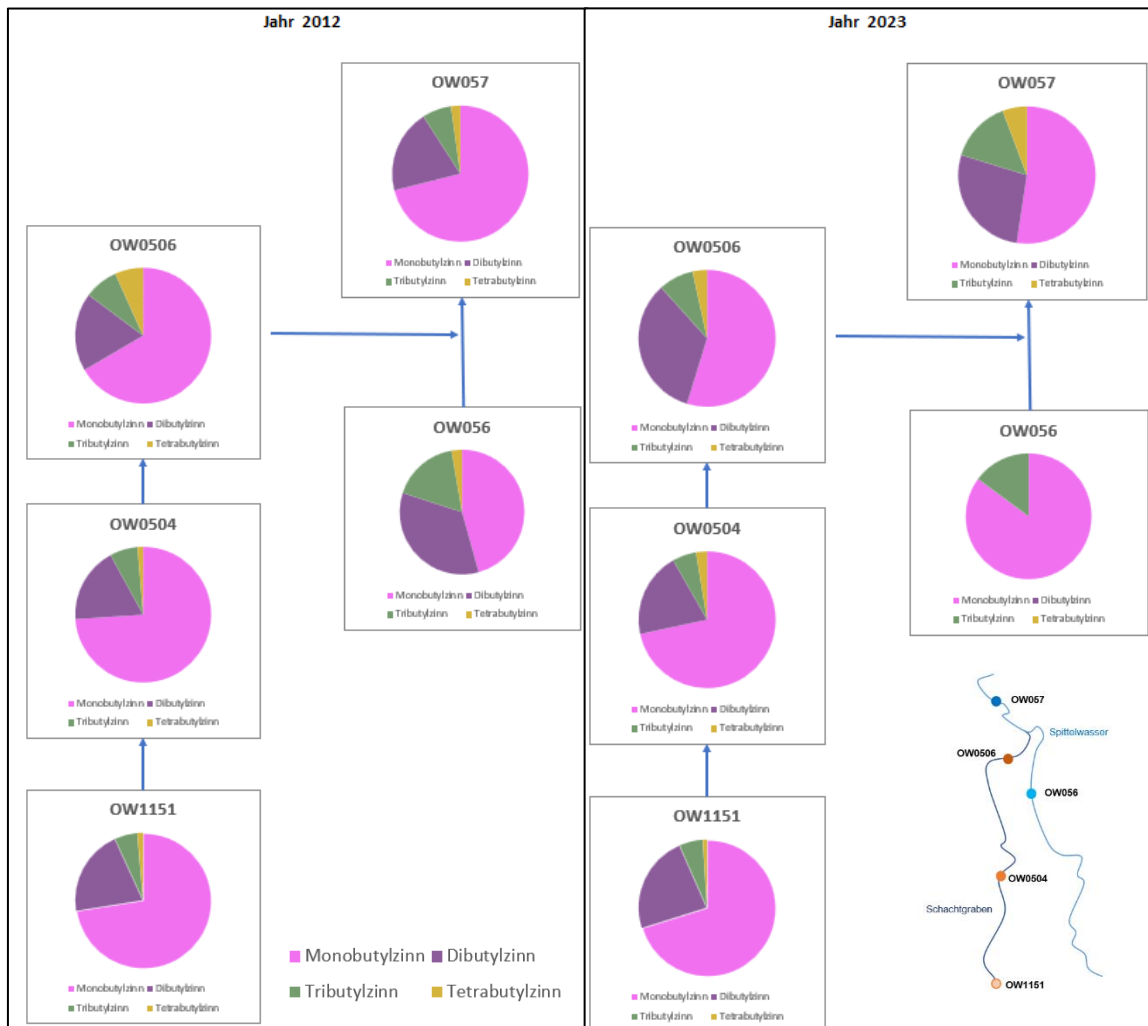 Jahr 2012
OW057
Monobutylzinn Dibutylzinn
Tributylzinn Tetrabutylzinn
OW0506
Monobutylzinn Dibutylzinn
Tributylzinn Tetrabutylzinn
OW056
Monobutylzinn Dibutylzinn
Tributylzinn Tetrabutylzinn
OW0504
Monobutylzinn Dibutylzinn
Tributylzinn Tetrabutylzinn
OW1151
Monobutylzinn Dibutylzinn
Tributylzinn Tetrabutylzinn
Monobutylzinn Dibutylzinn
Tributylzinn Tetrabutylzinn
Jahr 2023
OW057
Monobutylzinn Dibutylzinn
Tributylzinn Tetrabutylzinn
OW0506
Monobutylzinn Dibutylzinn
Tributylzinn Tetrabutylzinn
OW056
Monobutylzinn Dibutylzinn
Tributylzinn Tetrabutylzinn
OW0504
Monobutylzinn Dibutylzinn
Tributylzinn Tetrabutylzinn
OW1151
Monobutylzinn Dibutylzinn
Tributylzinn Tetrabutylzinn
OW057
Spittelwasser
OW0506
OW056
OW0504
Schachtgraben
OW1151